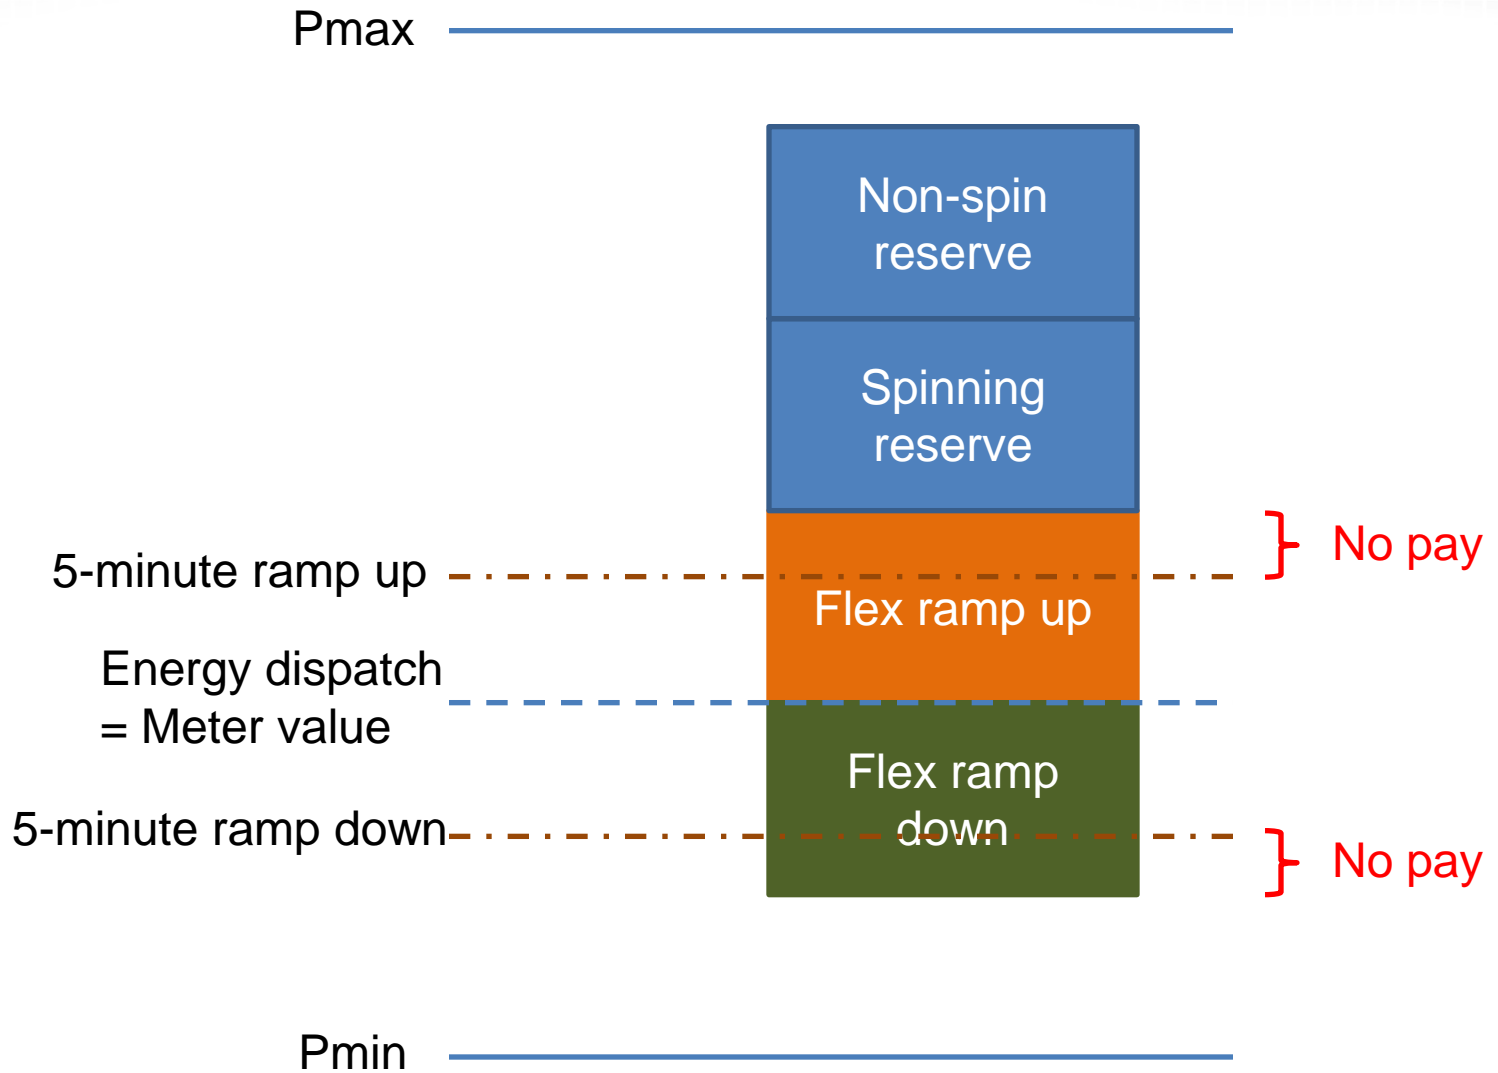 Pmax
Non-spin
reserve
Spinning
reserve
No pay
5-minute ramp up
Flex ramp up
Energy dispatch
= Meter value
Flex ramp
down
5-minute ramp down
No pay
Pmin